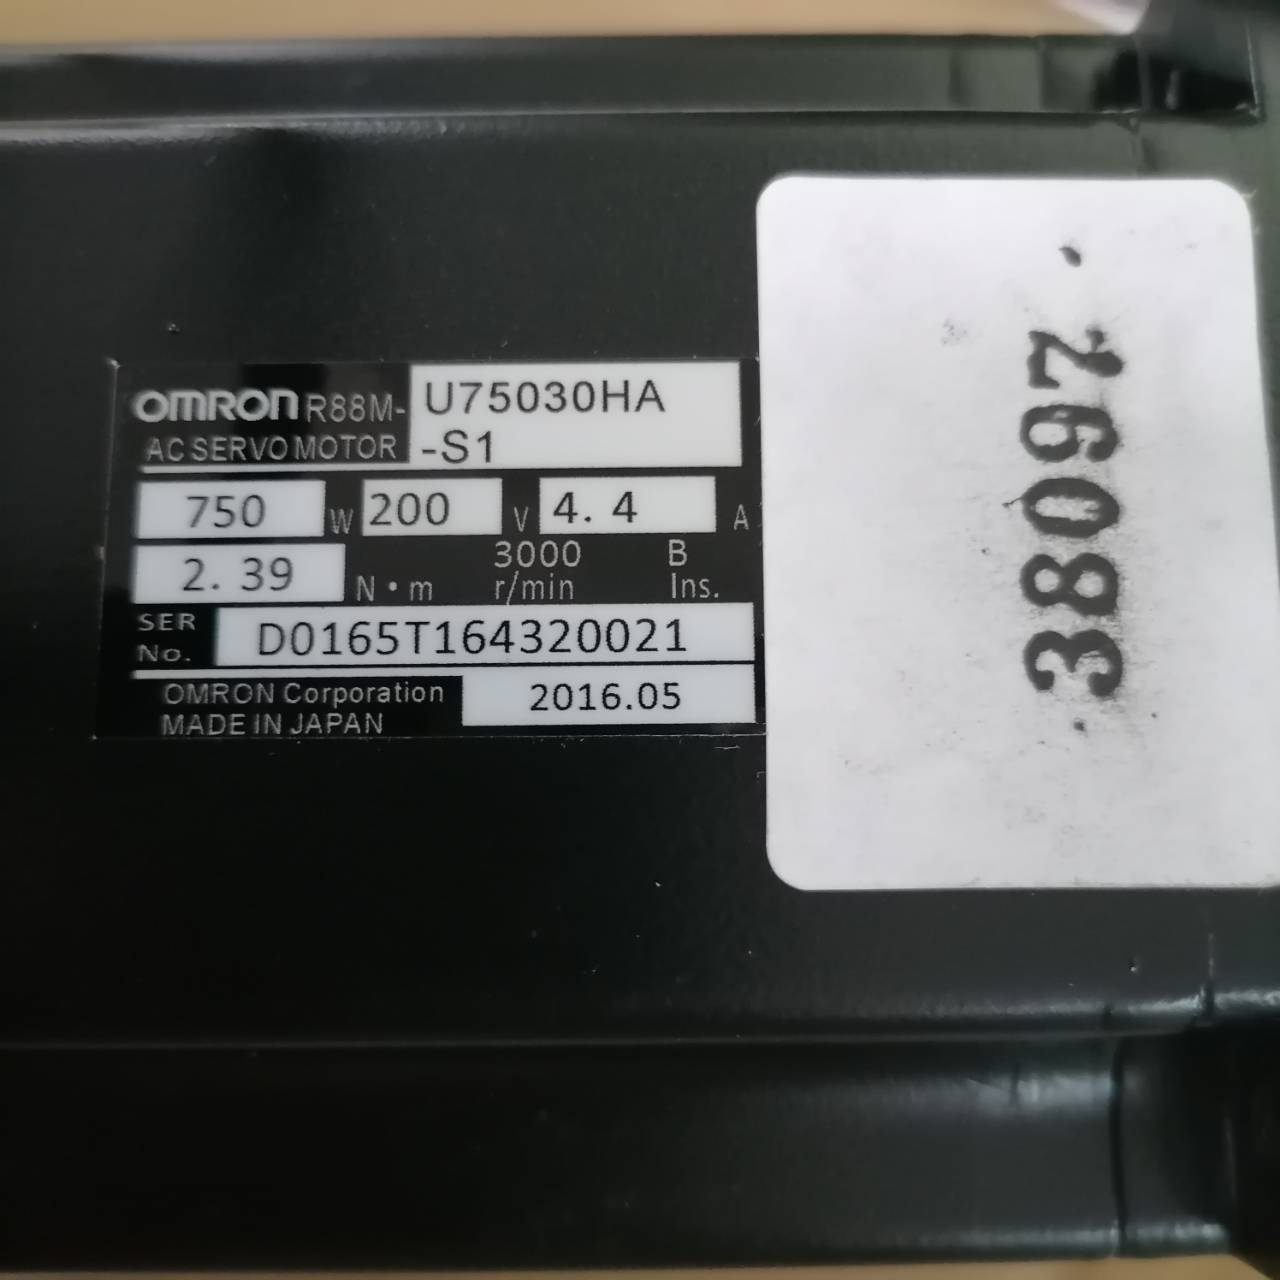 OMRON R88M- U75030HA
AC SERVO MOTOR -S1
750 W 200 V 4.4 A
2.39 N·m 3000 r/min B Ins.
SER No. D0165T164320021
OMRON Corporation 2016.05
MADE IN JAPAN
38097